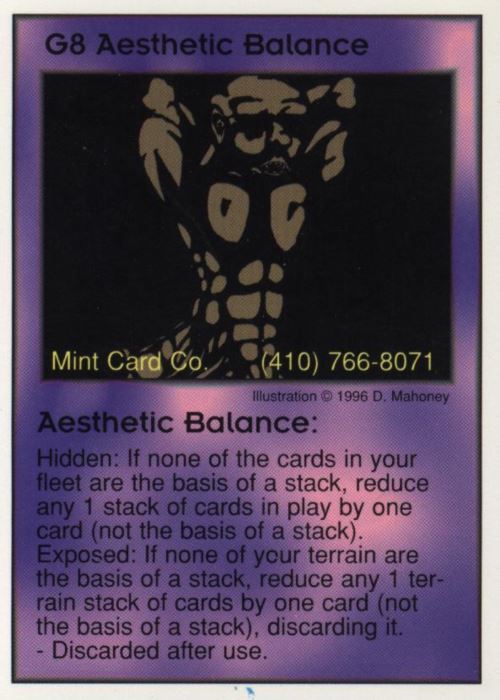 G8 Aesthetic Balance
Mint Card Co. (410) 766-8071
Illustration © 1996 D. Mahoney
Aesthetic Balance:
Hidden: If none of the cards in your
fleet are the basis of a stack, reduce
any 1 stack of cards in play by one
card (not the basis of a stack).
Exposed: If none of your terrain are
the basis of a stack, reduce any 1 ter-
rain stack of cards by one card (not
the basis of a stack), discarding it.
- Discarded after use.